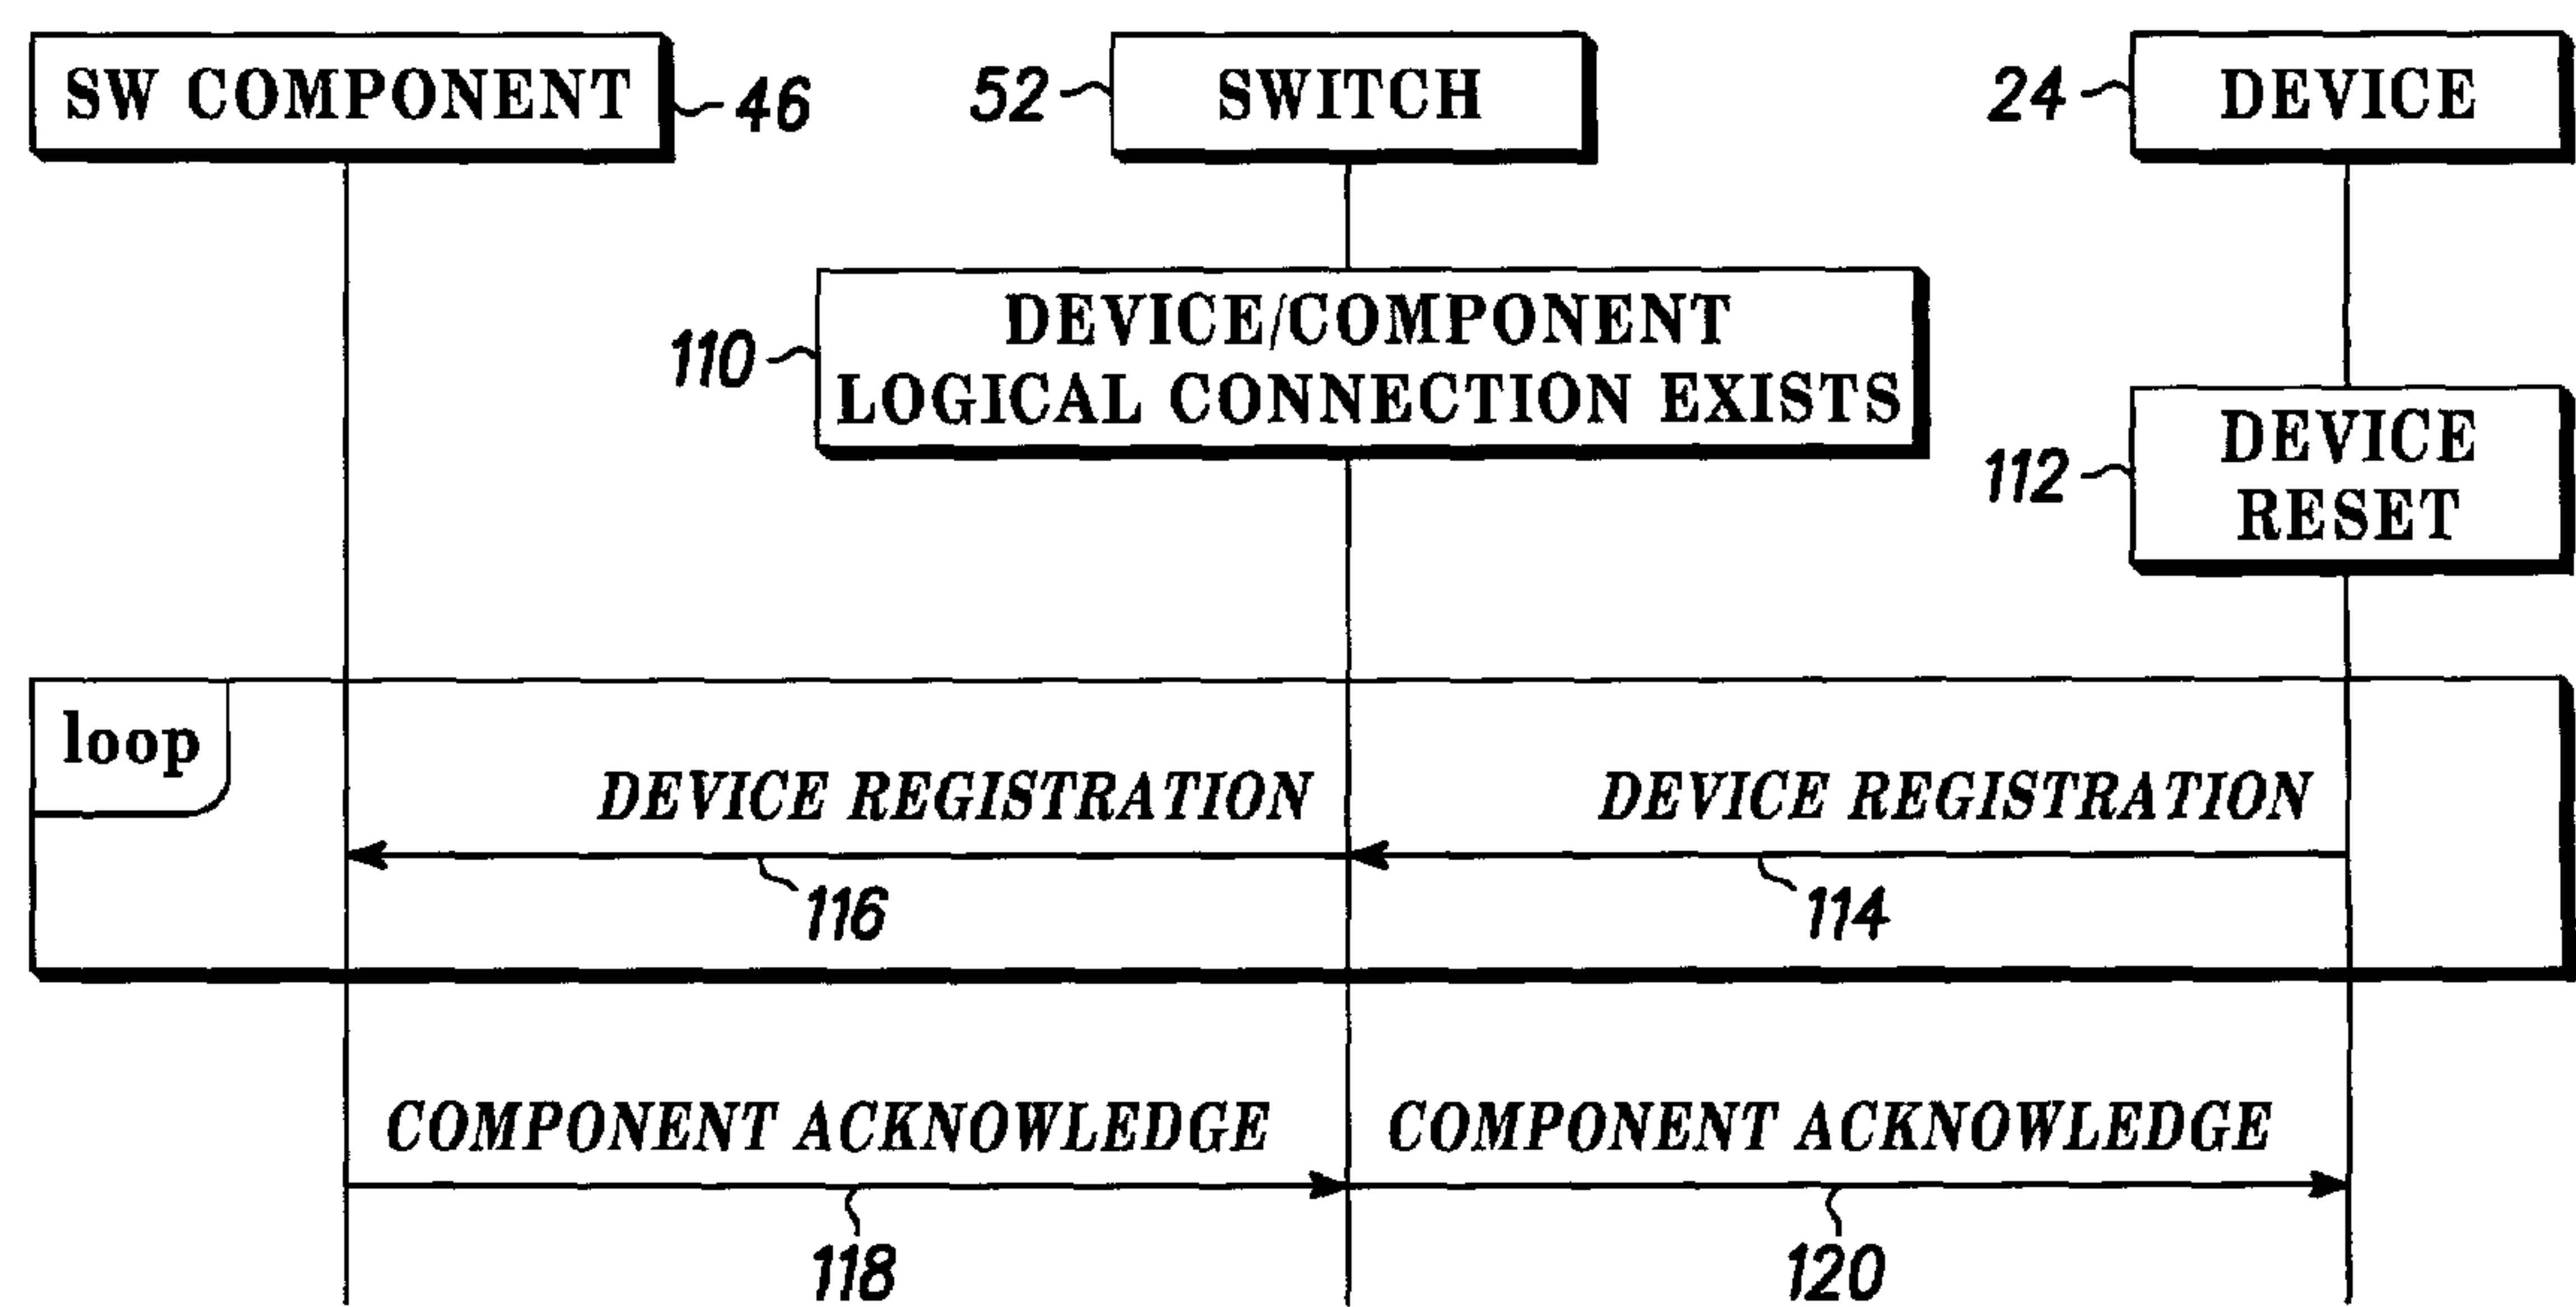 SW COMPONENT
46
52
SWITCH
24
DEVICE
110
DEVICE/COMPONENT
LOGICAL CONNECTION EXISTS
112
DEVICE
RESET
loop
DEVICE REGISTRATION
DEVICE REGISTRATION
116
114
COMPONENT ACKNOWLEDGE
COMPONENT ACKNOWLEDGE
118
120